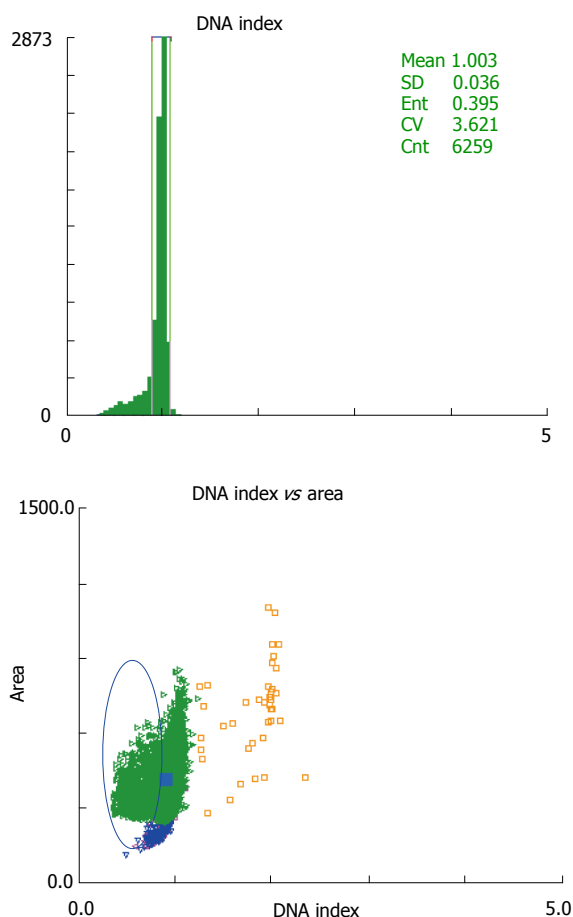 DNA index
2873
Mean 1.003
SD 0.036
Ent 0.395
CV 3.621
Cnt 6259
0
0
5
DNA index vs area
1500.0
Area
0.0
0.0
DNA index
5.0